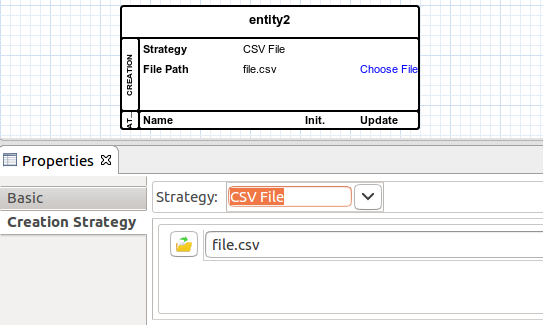 entity2
CREATION
Strategy CSV File
File Path file.csv Choose File
AT...
Name Init. Update
Properties
Basic
Creation Strategy
Strategy: CSV File
file.csv